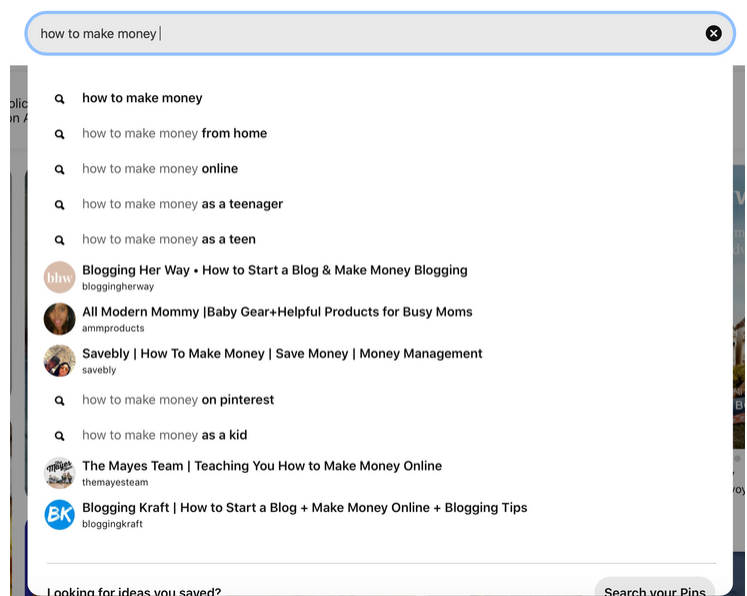 how to make money
plic
on A
how to make money
how to make money from home
how to make money online
how to make money as a teenager
how to make money as a teen
bhw
Blogging Her Way • How to Start a Blog & Make Money Blogging
bloggingherway
All Modern Mommy |Baby Gear+Helpful Products for Busy Moms
ammproducts
Savebly | How To Make Money | Save Money | Money Management
savebly
how to make money on pinterest
how to make money as a kid
The Mayes Team | Teaching You How to Make Money Online
themayesteam
BK
Blogging Kraft | How to Start a Blog + Make Money Online + Blogging Tips
bloggingkraft
Looking for ideas you saved?
Search your Pins